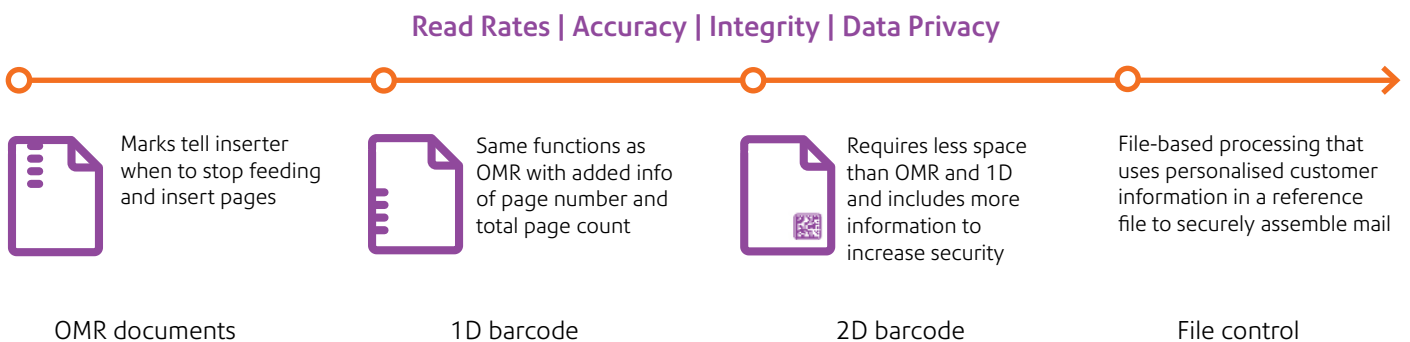 Read Rates | Accuracy | Integrity | Data Privacy
Marks tell inserter
when to stop feeding
and insert pages
Same functions as
OMR with added info
of page number and
total page count
Requires less space
than OMR and 1D
and includes more
information to
increase security
File-based processing that
uses personalised customer
information in a reference
file to securely assemble mail
OMR documents
1D barcode
2D barcode
File control